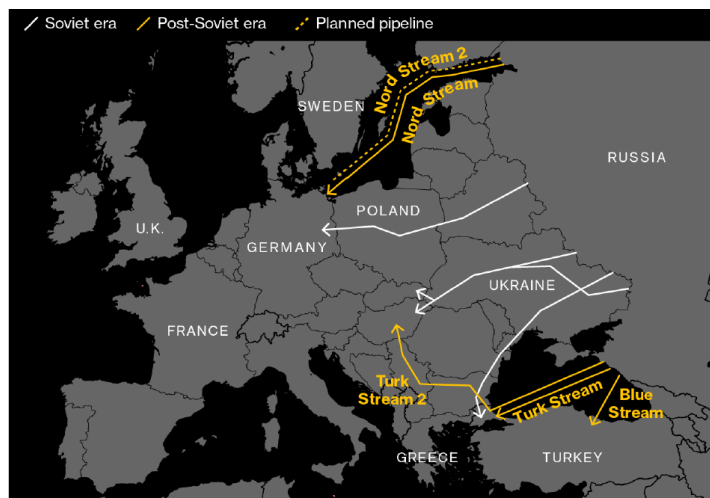 Soviet era
Post-Soviet era
Planned pipeline
Nord Stream 2
SWEDEN
Nord Stream
RUSSIA
POLAND
U.K.
GERMANY
UKRAINE
FRANCE
Turk
Stream 2
Turk Stream
Blue
Stream
GREECE
TURKEY